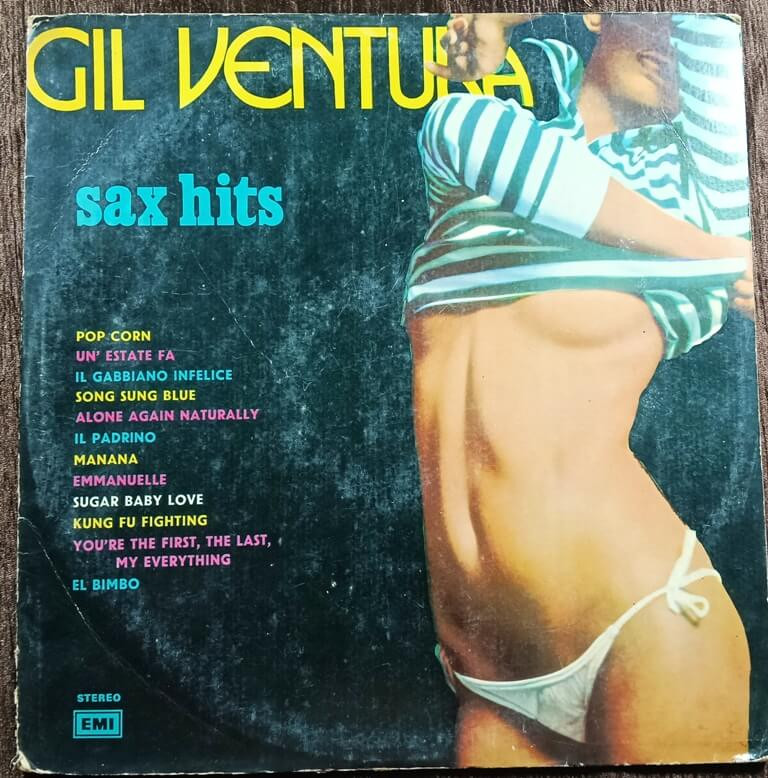 GIL VENTURA
sax hits
POP CORN
UN' ESTATE FA
IL GABBIANO INFELICE
SONG SUNG BLUE
ALONE AGAIN NATURALLY
IL PADRINO
MANANA
EMMANUELLE
SUGAR BABY LOVE
KUNG FU FIGHTING
YOU'RE THE FIRST, THE LAST,
MY EVERYTHING
EL BIMBO
STEREO
EMI